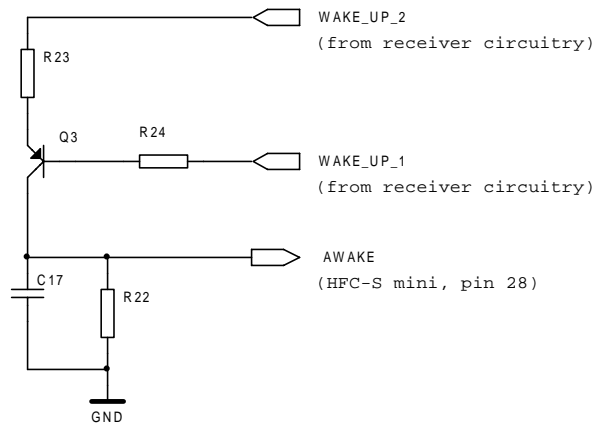 WAKE_UP_2
(from receiver circuitry)
R23
Q3
R24
WAKE_UP_1
(from receiver circuitry)
AWAKE
(HFC-S mini, pin 28)
C17
R22
GND